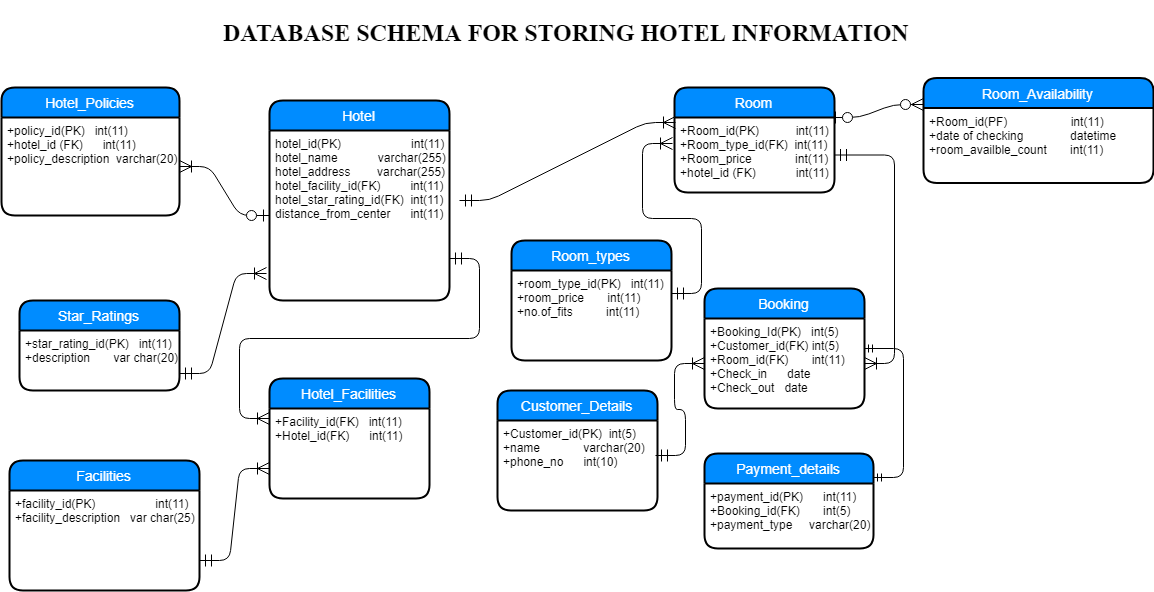 DATABASE SCHEMA FOR STORING HOTEL INFORMATION
Hotel_Policies
+policy_id(PK) int(11)
+hotel_id (FK) int(11)
+policy_description varchar(20)
Hotel
hotel_id(PK) int(11)
hotel_name varchar(255)
hotel_address varchar(255)
hotel_facility_id(FK) int(11)
hotel_star_rating_id(FK) int(11)
distance_from_center int(11)
Room
+Room_id(PK) int(11)
+Room_type_id(FK) int(11)
+Room_price int(11)
+hotel_id (FK) int(11)
Room_Availability
+Room_id(PF) int(11)
+date of checking datetime
+room_availble_count int(11)
Star_Ratings
+star_rating_id(PK) int(11)
+description var char(20)
Room_types
+room_type_id(PK) int(11)
+room_price int(11)
+no.of_fits int(11)
Booking
+Booking_Id(PK) int(5)
+Customer_id(FK) int(5)
+Room_id(FK) int(11)
+Check_in date
+Check_out date
Hotel_Facilities
+Facility_id(FK) int(11)
+Hotel_id(FK) int(11)
Customer_Details
+Customer_id(PK) int(5)
+name varchar(20)
+phone_no int(10)
Facilities
+facility_id(PK) int(11)
+facility_description var char(25)
Payment_details
+payment_id(PK) int(11)
+Booking_id(FK) int(5)
+payment_type varchar(20)